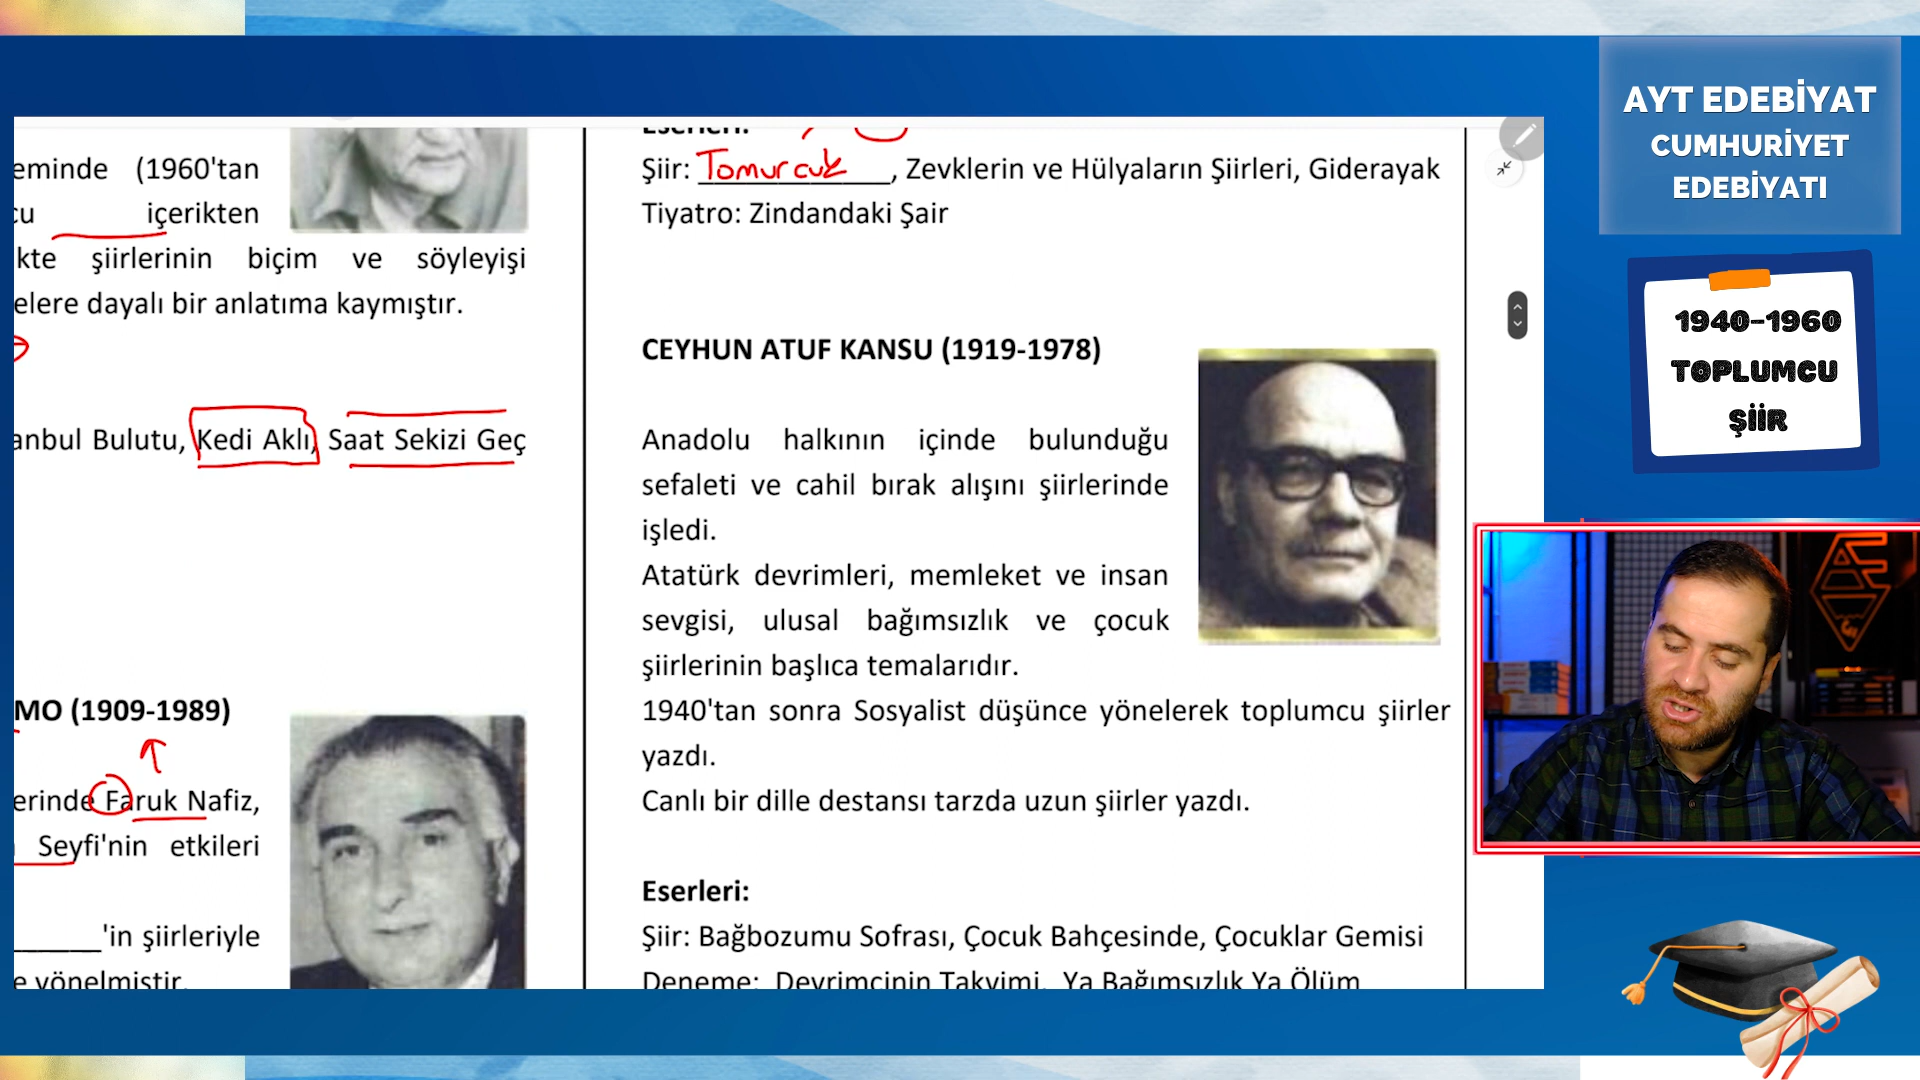 eminde (1960'tan
cu içerikten
kte şiirlerinin biçim ve söyleyişi
elere dayalı bir anlatıma kaymıştır.
anbul Bulutu, Kedi Aklı, Saat Sekizi Geç
MO (1909-1989)
erinde Faruk Nafiz,
Seyfi'nin etkileri
______'in şiirleriyle
e yönelmiştir.
Eserleri:
Şiir: Tomurcuk, Zevklerin ve Hülyaların Şiirleri, Giderayak
Tiyatro: Zindandaki Şair
CEYHUN ATUF KANSU (1919-1978)
Anadolu halkının içinde bulunduğu
sefaleti ve cahil bırak alışını şiirlerinde
işledi.
Atatürk devrimleri, memleket ve insan
sevgisi, ulusal bağımsızlık ve çocuk
şiirlerinin başlıca temalarıdır.
1940'tan sonra Sosyalist düşünce yönelerek toplumcu şiirler
yazdı.
Canlı bir dille destansı tarzda uzun şiirler yazdı.
Eserleri:
Şiir: Bağbozumu Sofrası, Çocuk Bahçesinde, Çocuklar Gemisi
Deneme: Devrimcinin Takvimi, Ya Bağımsızlık Ya Ölüm
AYT EDEBİYAT
CUMHURİYET
EDEBİYATI
1940-1960
TOPLUMCU
ŞİİR